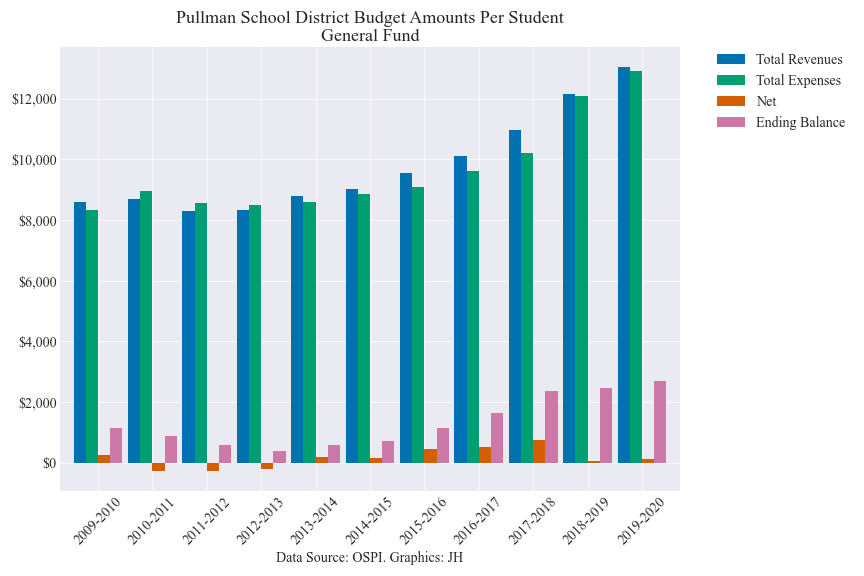 Pullman School District Budget Amounts Per Student
General Fund
Total Revenues
Total Expenses
Net
Ending Balance
$12,000
$10,000
$8,000
$6,000
$4,000
$2,000
$0
2009-2010
2010-2011
2011-2012
2012-2013
2013-2014
2014-2015
2015-2016
2016-2017
2017-2018
2018-2019
2019-2020
Data Source: OSPI. Graphics: JH